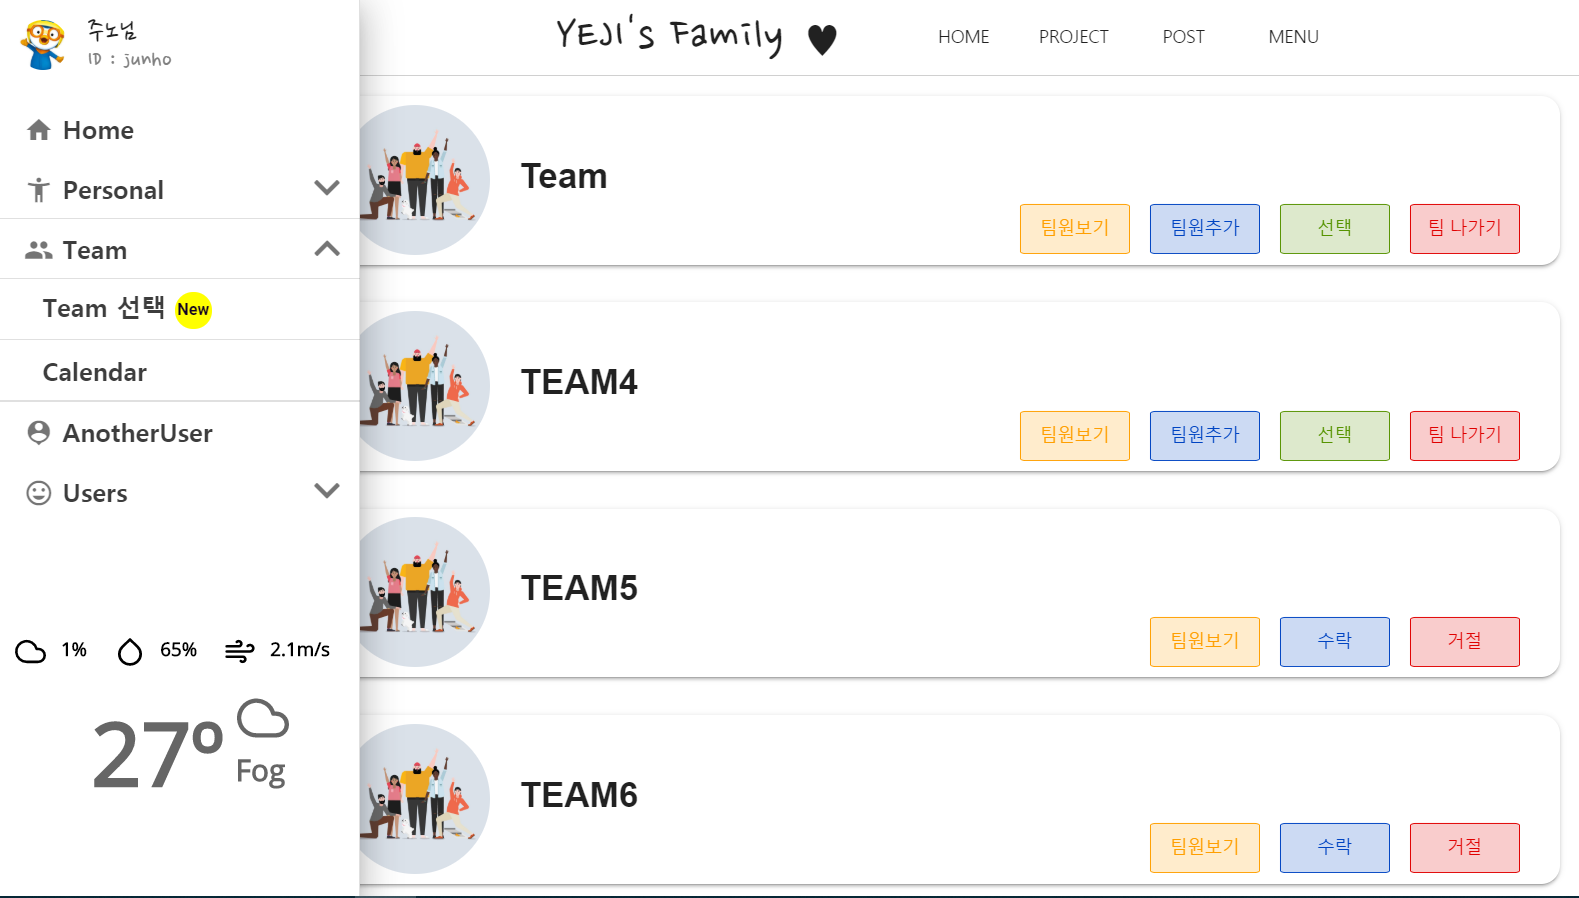 주노님
ID : junho
Home
Personal
Team
Team 선택 New
Calendar
AnotherUser
Users
1% 65% 2.1m/s
27º
Fog
YEJI's Family ♥
HOME PROJECT POST MENU
Team
팀원보기 팀원추가 선택 팀 나가기
TEAM4
팀원보기 팀원추가 선택 팀 나가기
TEAM5
팀원보기 수락 거절
TEAM6
팀원보기 수락 거절